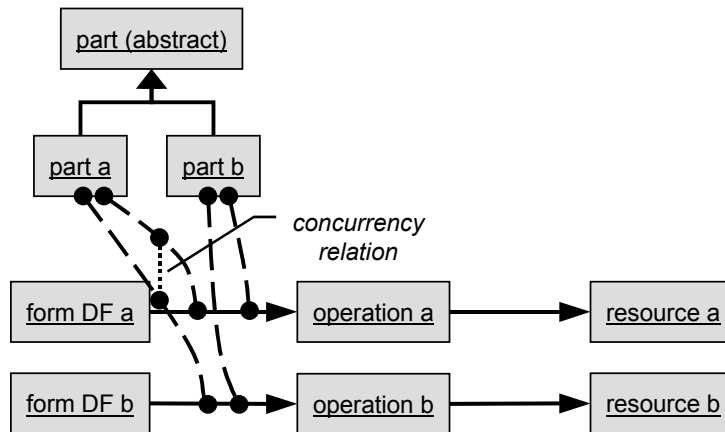 part (abstract)
part a
part b
concurrency
relation
form DF a
operation a
resource a
form DF b
operation b
resource b